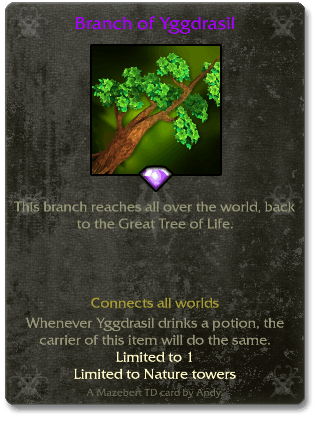 Branch of Yggdrasil
This branch reaches all over the world, back
to the Great Tree of Life.
Connects all worlds
Whenever Yggdrasil drinks a potion, the
carrier of this item will do the same.
Limited to 1
Limited to Nature towers
A Mazebert TD card by Andy